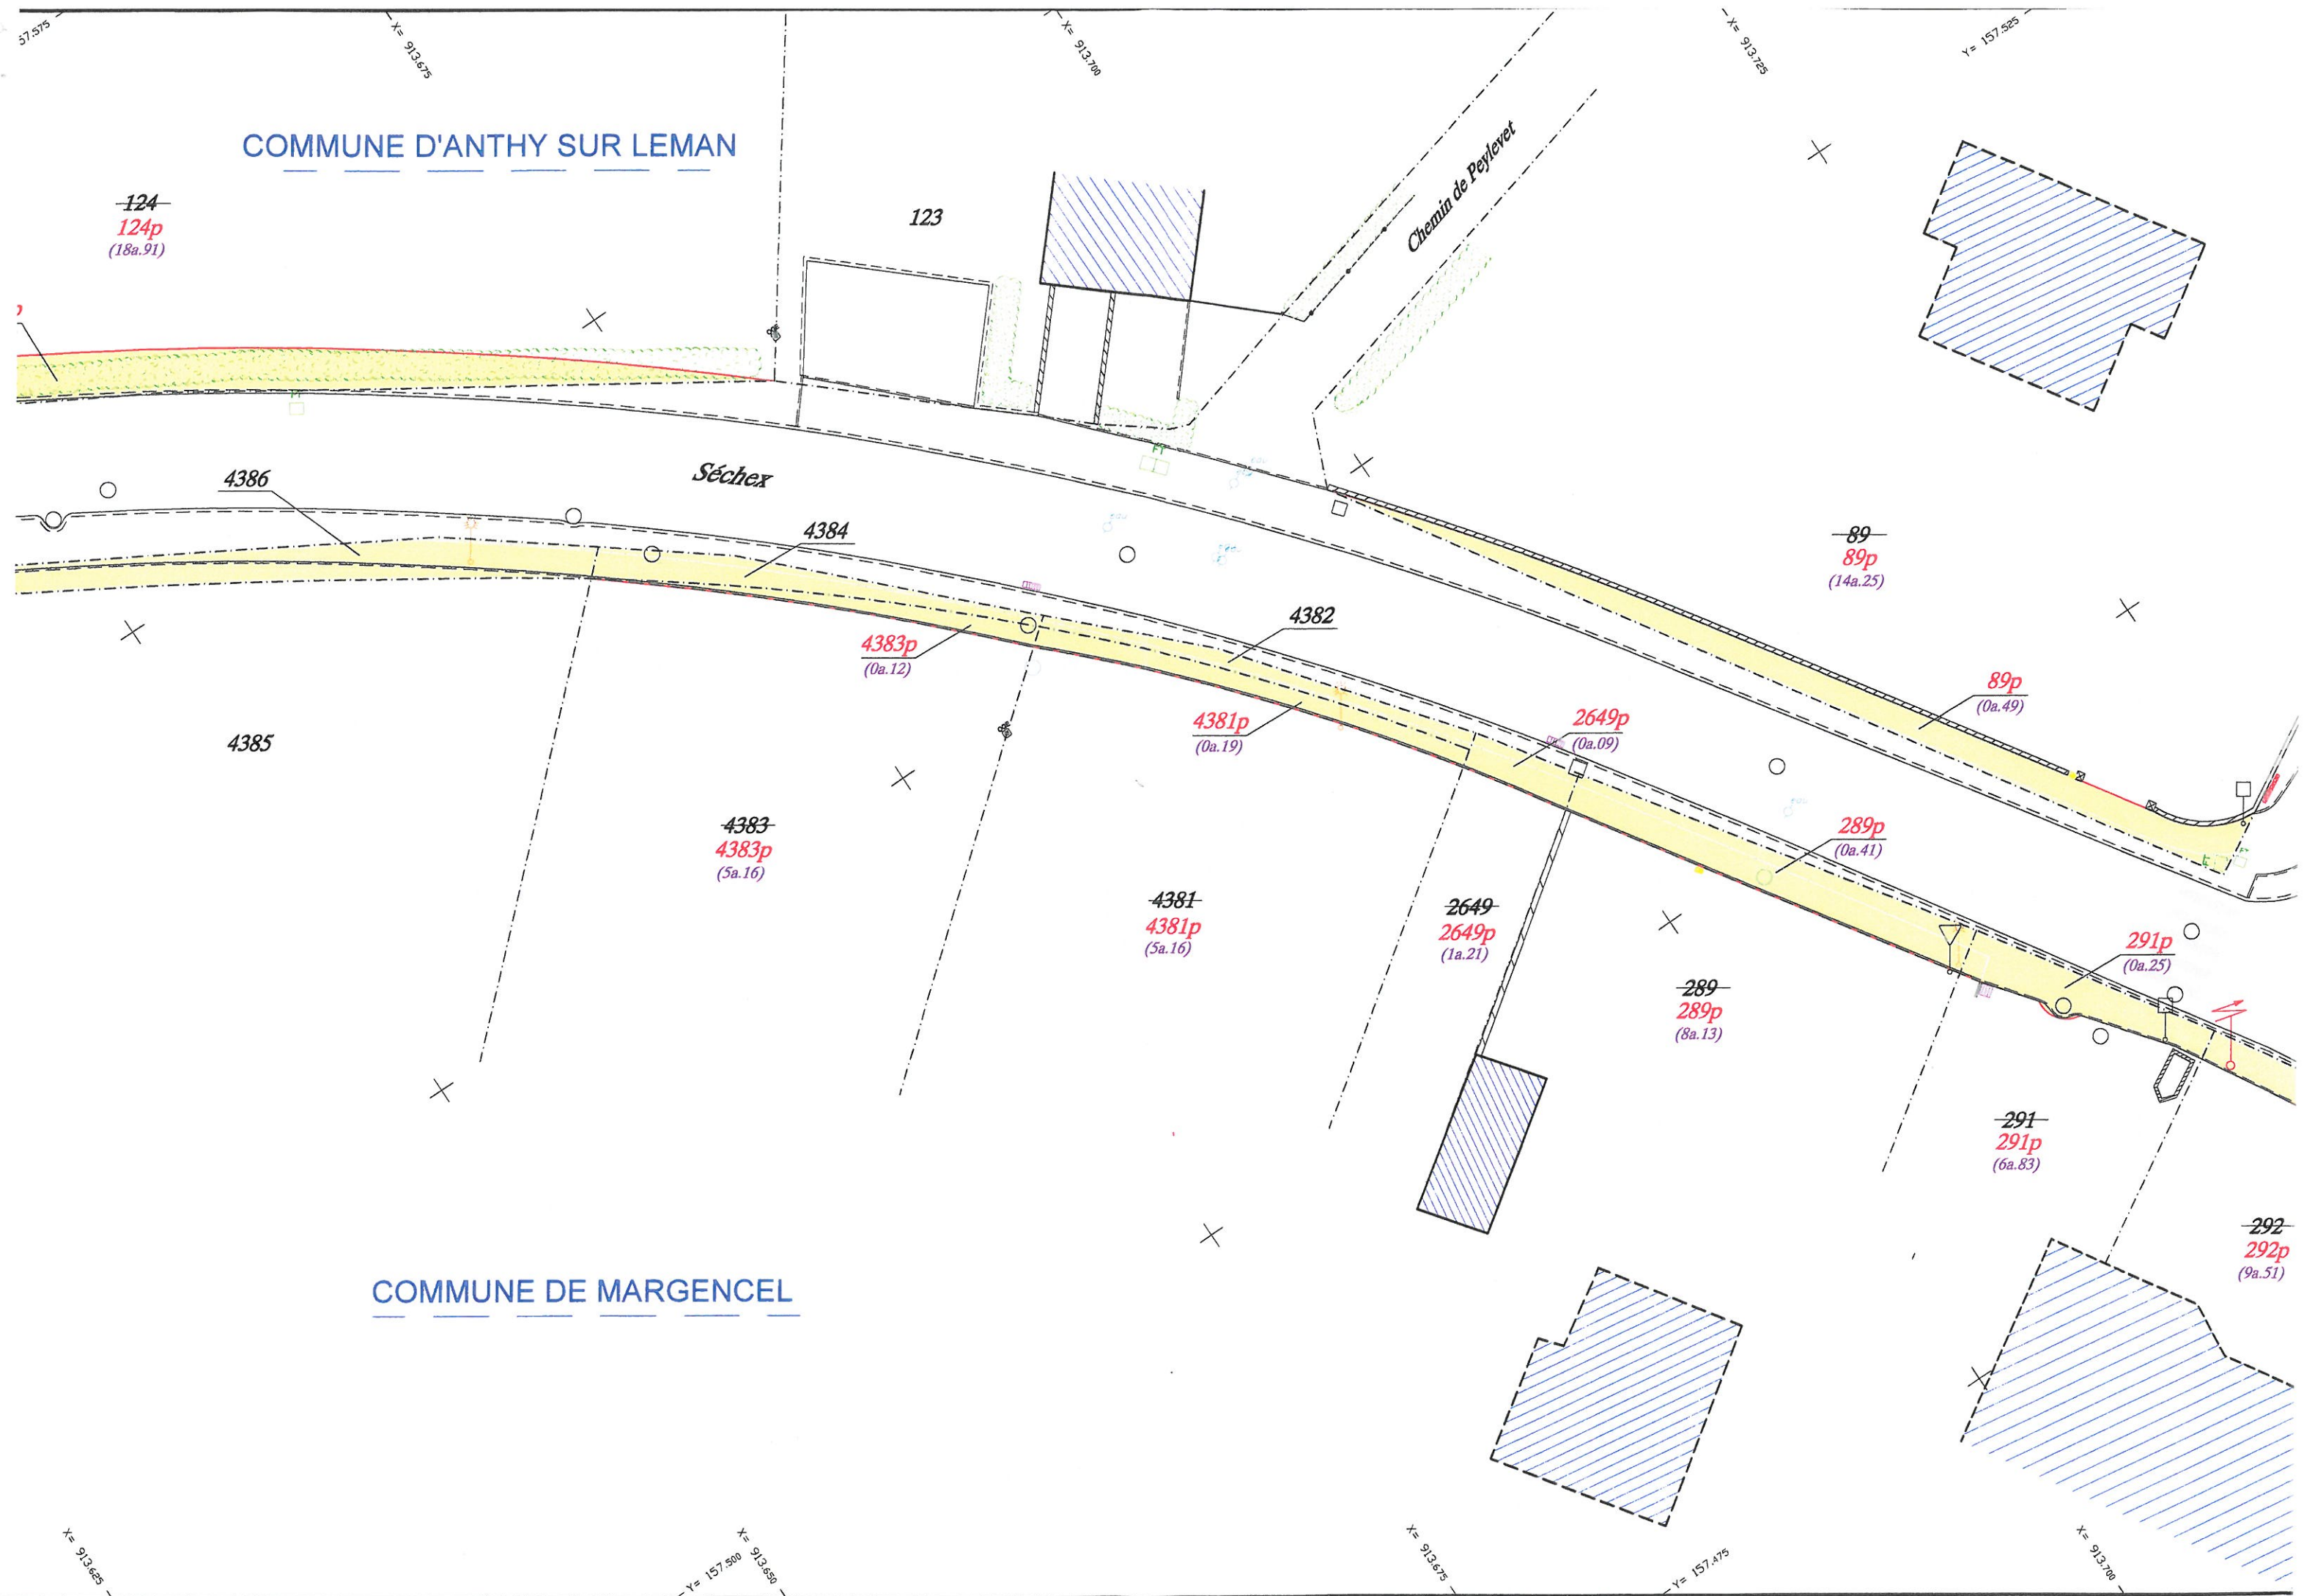 57.575
X= 913.675
X= 913.700
X= 913.725
Y= 157.525
COMMUNE D'ANTHY SUR LEMAN
Chemin de Peylevet
124
124p
(18a.91)
123
PT
FT
Séchex
4386
4384
89
89p
(14a.25)
4382
4383p
(0a.12)
89p
(0a.49)
4381p
(0a.19)
2649p
(0a.09)
4385
4383
4383p
(5a.16)
289p
(0a.41)
4381
4381p
(5a.16)
2649
2649p
(1a.21)
291p
(0a.25)
289
289p
(8a.13)
291
291p
(6a.83)
292
292p
(9a.51)
COMMUNE DE MARGENCEL
X= 913.625
Y= 157.500
X= 913.650
X= 913.675
Y= 157.475
X= 913.700